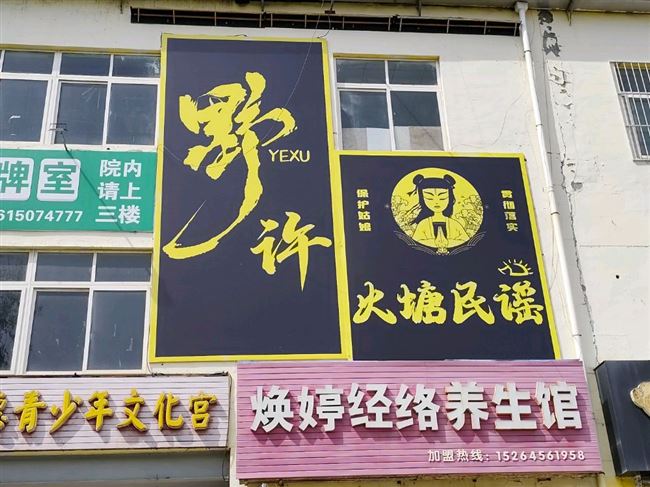 野许
YEXU
牌室
院内
请上
三楼
615074777
保护姑娘
贯彻落实
火塘民谣
青少年文化宫
焕婷经络养生馆
加盟热线：15264561958